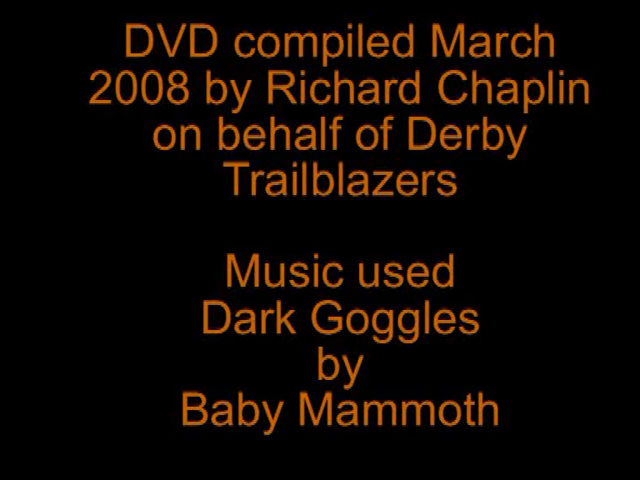 DVD compiled March
2008 by Richard Chaplin
on behalf of Derby
Trailblazers
Music used
Dark Goggles
by
Baby Mammoth